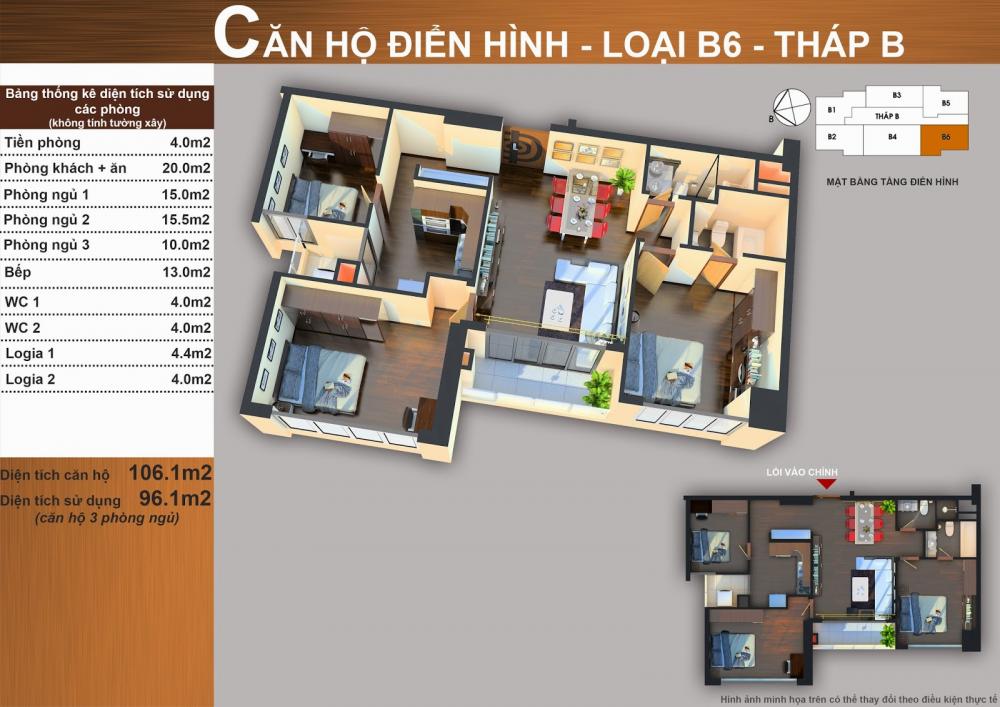 CĂN HỘ ĐIỂN HÌNH - LOẠI B6 - THÁP B
Bảng thống kê diện tích sử dụng
các phòng
(không tính tường xây)
Tiền phòng 4.0m2
Phòng khách + ăn 20.0m2
Phòng ngủ 1 15.0m2
Phòng ngủ 2 15.5m2
Phòng ngủ 3 10.0m2
Bếp 13.0m2
WC 1 4.0m2
WC 2 4.0m2
Logia 1 4.4m2
Logia 2 4.0m2
Diện tích căn hộ 106.1m2
Diện tích sử dụng 96.1m2
(căn hộ 3 phòng ngủ)
B
B1
B3
B5
THÁP B
B2
B4
B6
MẶT BẰNG TẦNG ĐIỂN HÌNH
LỐI VÀO CHÍNH
Hình ảnh minh họa trên có thể thay đổi theo điều kiện thực tế